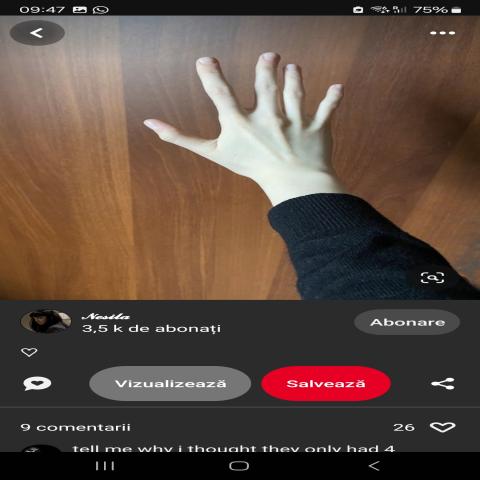 09:47
75%
Nesila
3,5 k de abonați
Abonare
Vizualizează
Salvează
9 comentarii
26
tell me why i thought they only had 4